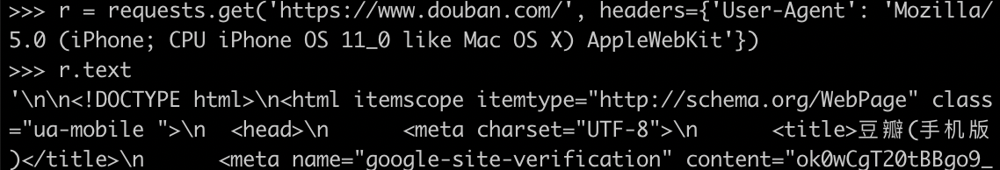 >>> r = requests.get('https://www.douban.com/', headers={'User-Agent': 'Mozilla/
5.0 (iPhone; CPU iPhone OS 11_0 like Mac OS X) AppleWebKit'})
>>> r.text
'\n\n<!DOCTYPE html>\n<html itemscope itemtype="http://schema.org/WebPage" class
="ua-mobile ">\n  <head>\n      <meta charset="UTF-8">\n      <title>豆瓣(手机版
)</title>\n      <meta name="google-site-verification" content="ok0wCgT20tBBgo9_